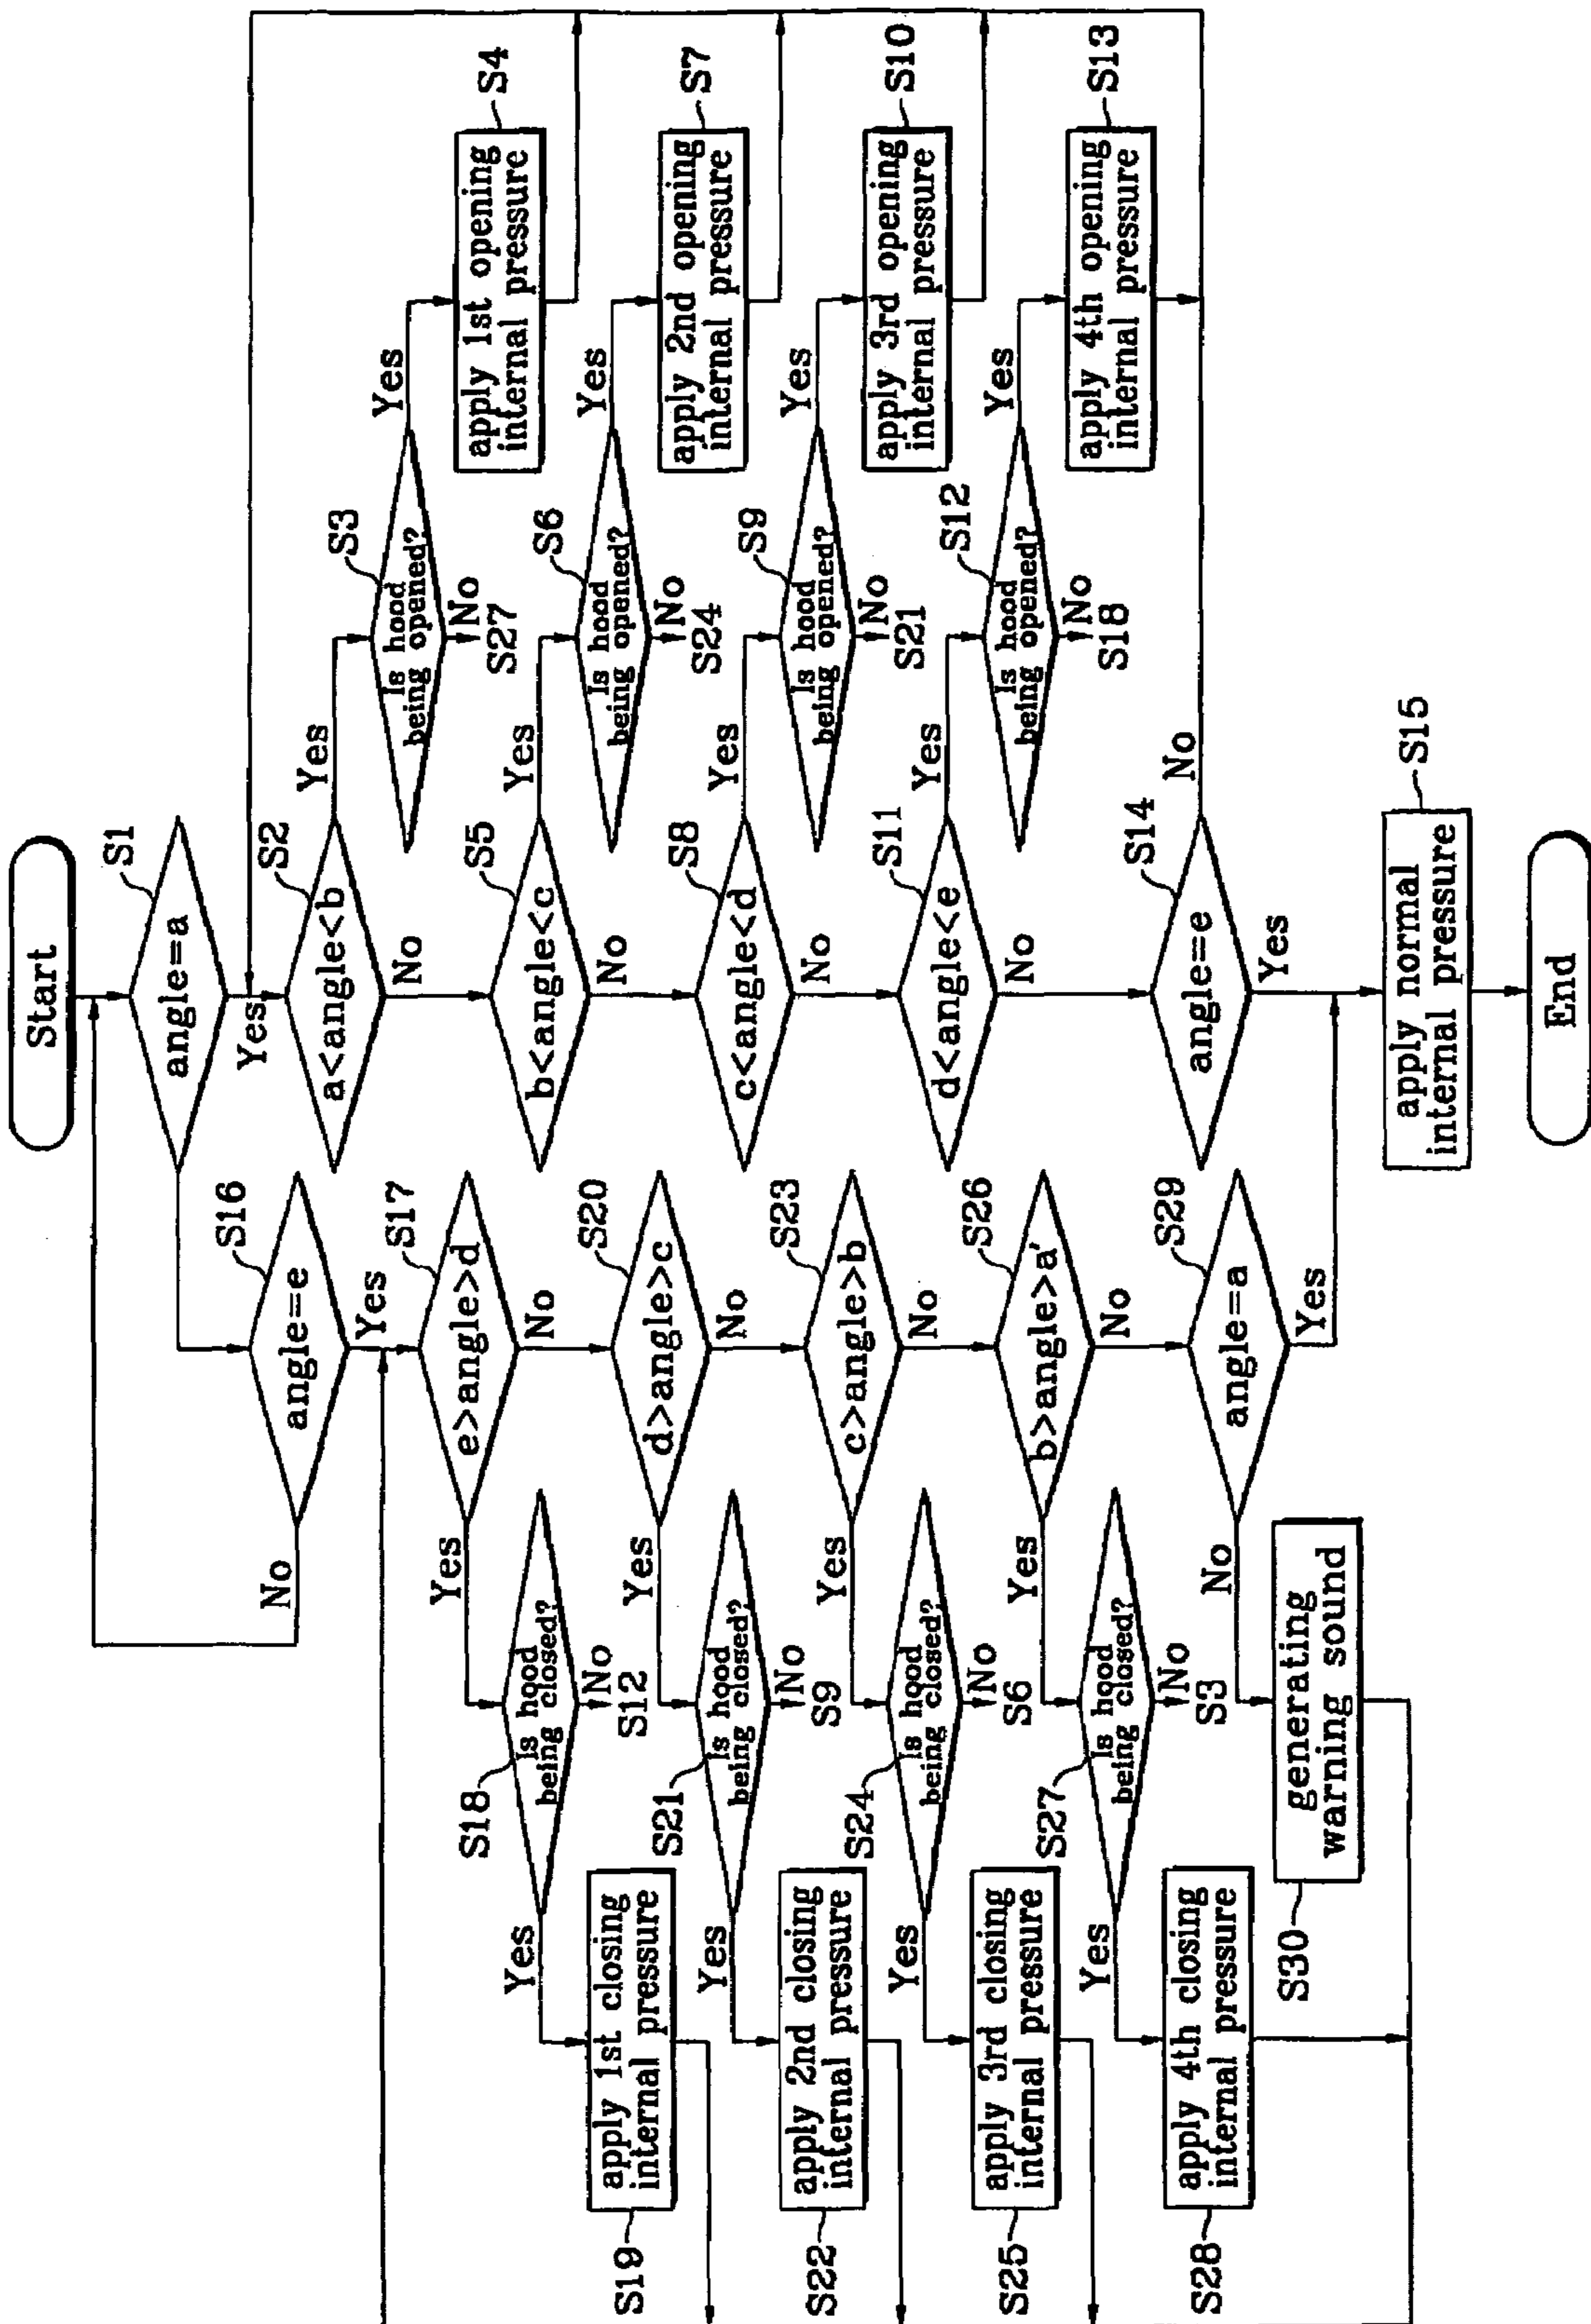 Start
S1
angle=a
Yes
S16
angle=e
No
Yes
S2
a<angle<b
Yes
No
S3
Is hood
being opened?
Yes
No
S27
S4
apply 1st opening
internal pressure
S5
b<angle<c
Yes
No
S6
Is hood
being opened?
Yes
No
S24
S7
apply 2nd opening
internal pressure
S8
c<angle<d
Yes
No
S9
Is hood
being opened?
Yes
No
S21
S10
apply 3rd opening
internal pressure
S11
d<angle<e
Yes
No
S12
Is hood
being opened?
Yes
No
S18
S13
apply 4th opening
internal pressure
S14
angle=e
No
Yes
S15
apply normal
internal pressure
End
S17
e>angle>d
Yes
No
S18
Is hood
being closed?
Yes
No
S12
S19
apply 1st closing
internal pressure
S20
d>angle>c
Yes
No
S21
Is hood
being closed?
Yes
No
S9
S22
apply 2nd closing
internal pressure
S23
c>angle>b
Yes
No
S24
Is hood
being closed?
Yes
No
S6
S25
apply 3rd closing
internal pressure
S26
b>angle>a'
Yes
No
S27
Is hood
being closed?
Yes
No
S3
S28
apply 4th closing
internal pressure
S29
angle=a
No
Yes
S30
generating
warning sound